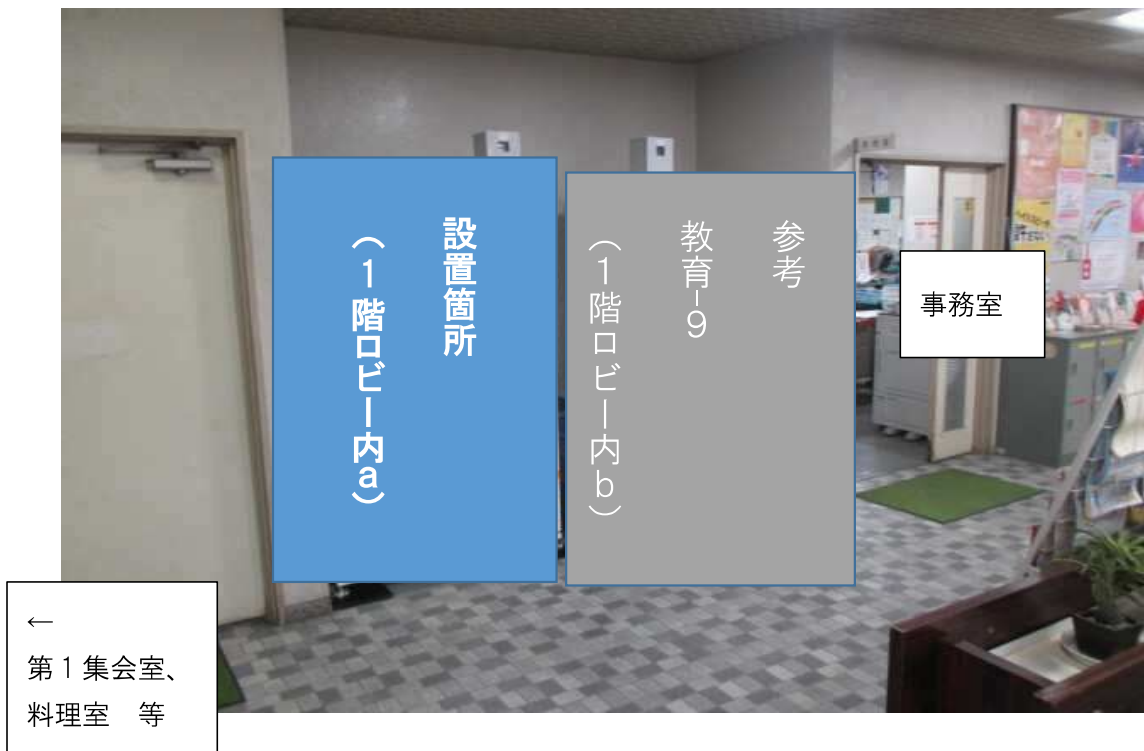 設置箇所
（１階ロビー内a）
参考
教育-9
（１階ロビー内b）
事務室
←
第１集会室、
料理室　等